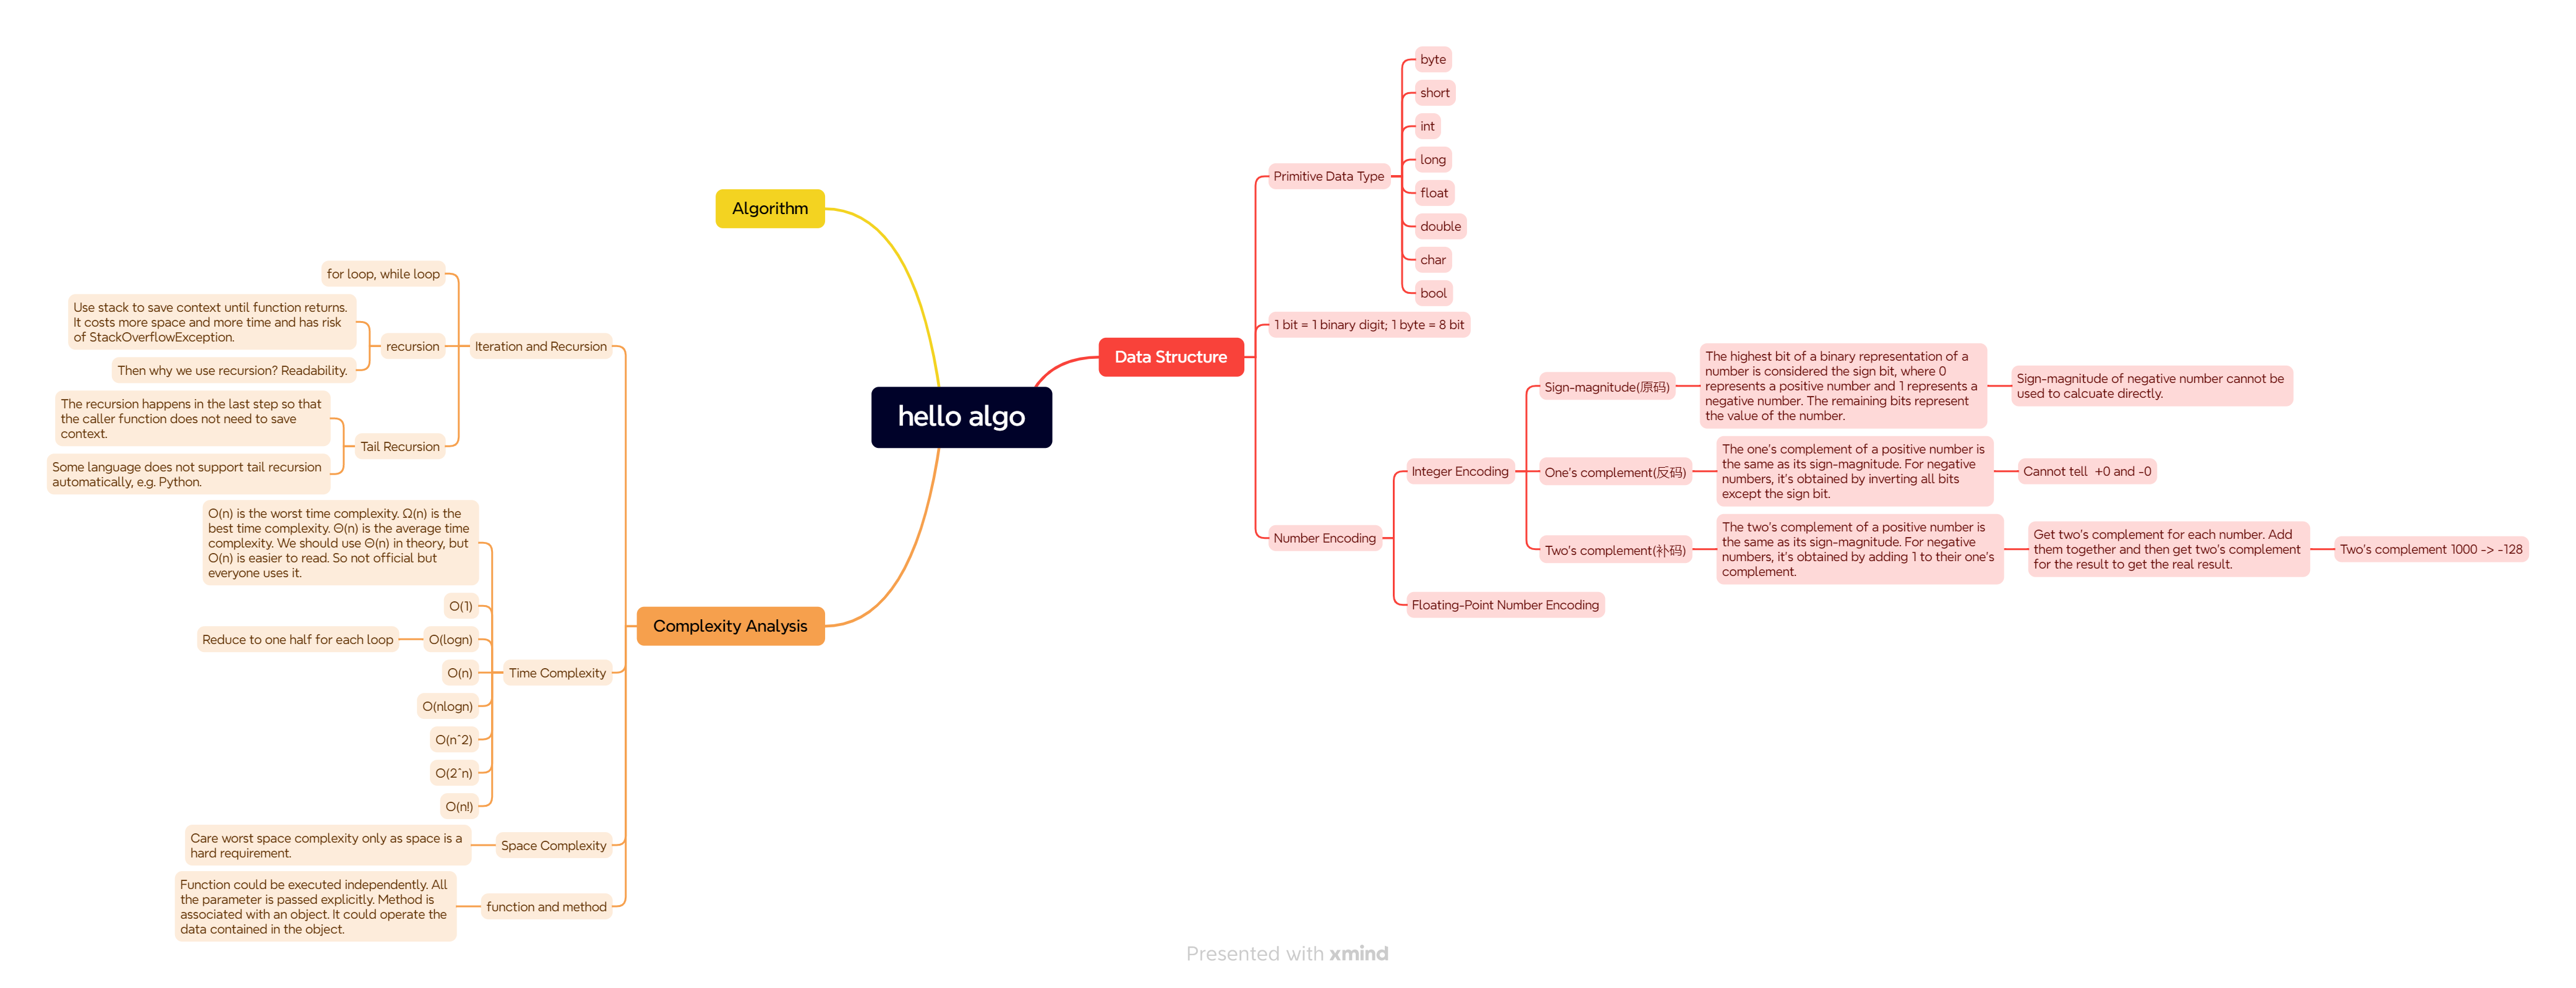 hello algo
Algorithm
Complexity Analysis
Iteration and Recursion
for loop, while loop
recursion
Use stack to save context until function returns.
It costs more space and more time and has risk
of StackOverflowException.
Then why we use recursion? Readability.
Tail Recursion
The recursion happens in the last step so that
the caller function does not need to save
context.
Some language does not support tail recursion
automatically, e.g. Python.
Time Complexity
O(n) is the worst time complexity. Ω(n) is the
best time complexity. Θ(n) is the average time
complexity. We should use Θ(n) in theory, but
O(n) is easier to read. So not official but
everyone uses it.
O(1)
O(logn)
Reduce to one half for each loop
O(n)
O(nlogn)
O(n^2)
O(2^n)
O(n!)
Space Complexity
Care worst space complexity only as space is a
hard requirement.
function and method
Function could be executed independently. All
the parameter is passed explicitly. Method is
associated with an object. It could operate the
data contained in the object.
Data Structure
Primitive Data Type
byte
short
int
long
float
double
char
bool
1 bit = 1 binary digit; 1 byte = 8 bit
Number Encoding
Integer Encoding
Sign-magnitude(原码)
The highest bit of a binary representation of a
number is considered the sign bit, where 0
represents a positive number and 1 represents a
negative number. The remaining bits represent
the value of the number.
Sign-magnitude of negative number cannot be
used to calcuate directly.
One's complement(反码)
The one's complement of a positive number is
the same as its sign-magnitude. For negative
numbers, it's obtained by inverting all bits
except the sign bit.
Cannot tell +0 and -0
Two's complement(补码)
The two's complement of a positive number is
the same as its sign-magnitude. For negative
numbers, it's obtained by adding 1 to their one's
complement.
Get two's complement for each number. Add
them together and then get two's complement
for the result to get the real result.
Two's complement 1000 -> -128
Floating-Point Number Encoding
Presented with xmind